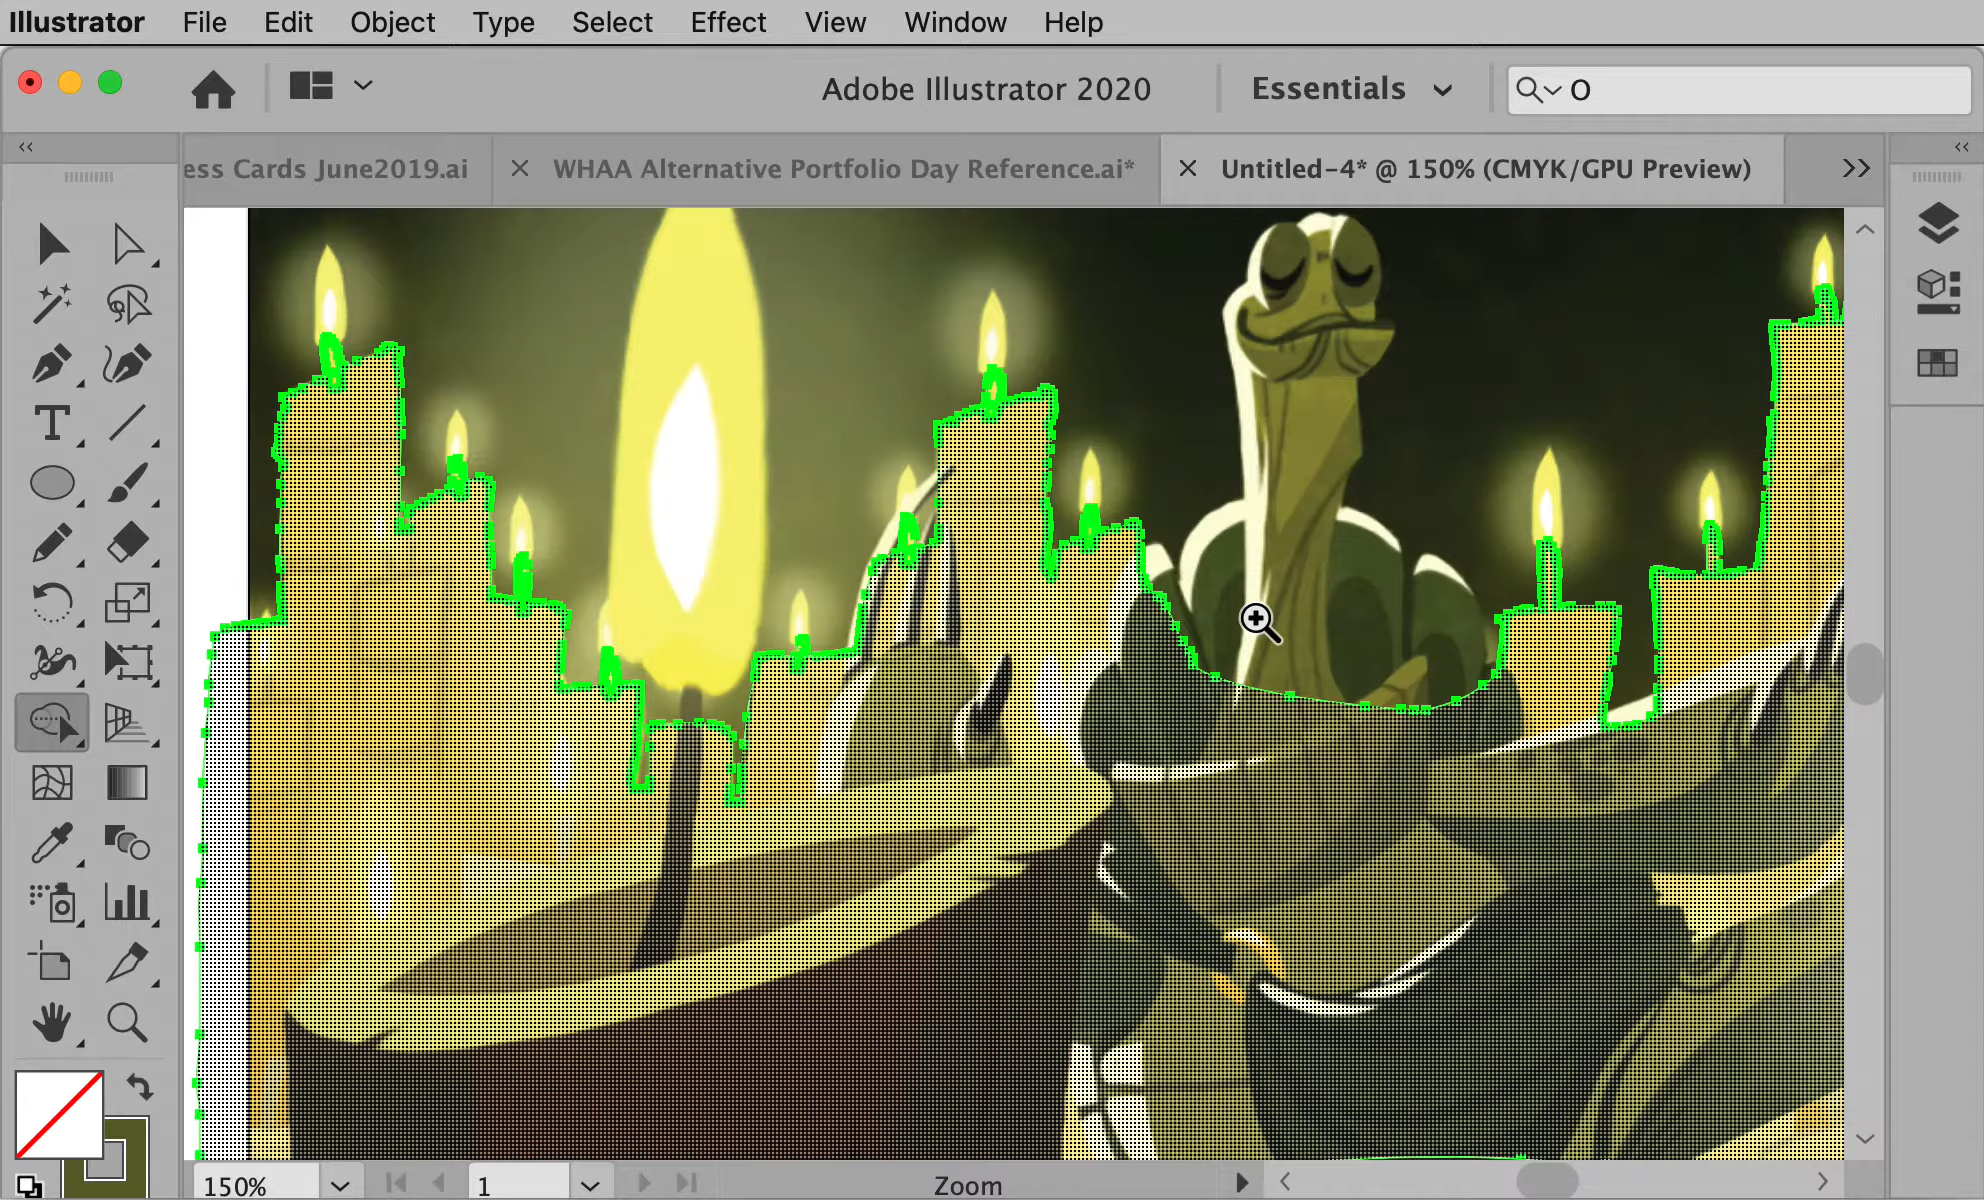 Illustrator File Edit Object Type Select Effect View Window Help
Adobe Illustrator 2020 Essentials O
ess Cards June2019.ai × WHAA Alternative Portfolio Day Reference.ai* × Untitled-4* @ 150% (CMYK/GPU Preview)
150% 1 Zoom